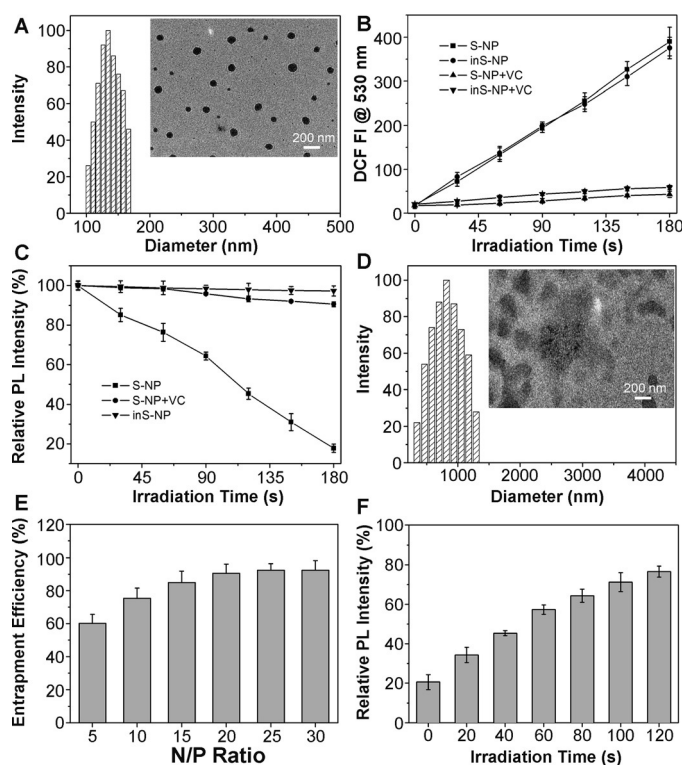 A
Intensity
100
80
60
40
20
0
100 200 300 400 500
Diameter (nm)
200 nm
B
DCF FI @ 530 nm
400
300
200
100
0
0 45 90 135 180
Irradiation Time (s)
S-NP
inS-NP
S-NP+VC
inS-NP+VC
C
Relative PL Intensity (%)
100
80
60
40
20
0 45 90 135 180
Irradiation Time (s)
S-NP
S-NP+VC
inS-NP
D
Intensity
100
80
60
40
20
0
1000 2000 3000 4000
Diameter (nm)
200 nm
E
Entrapment Efficiency (%)
120
100
80
60
40
20
0
5 10 15 20 25 30
N/P Ratio
F
Relative PL Intensity (%)
100
80
60
40
20
0
0 20 40 60 80 100 120
Irradiation Time (s)